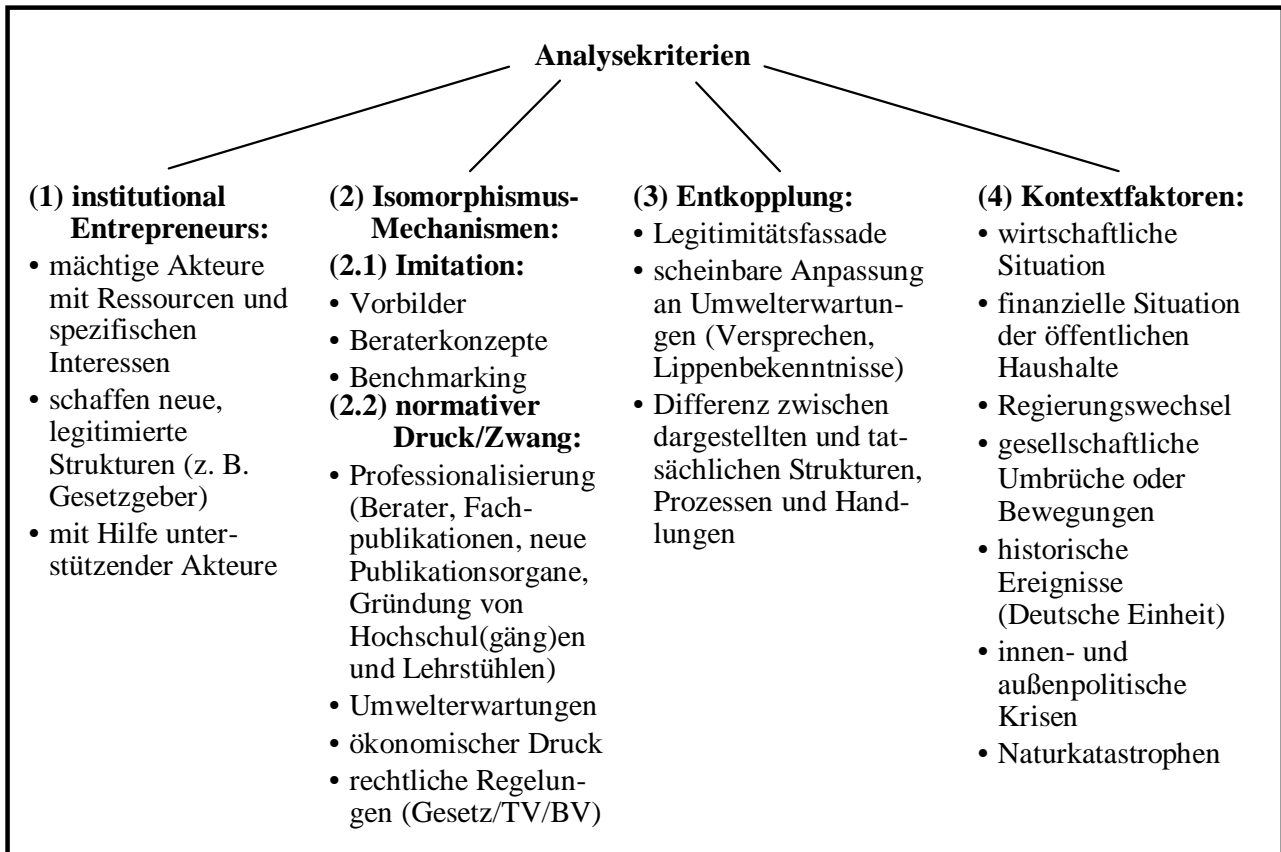 Analysekriterien
(1) institutional
Entrepreneurs:
• mächtige Akteure
mit Ressourcen und
spezifischen
Interessen
• schaffen neue,
legitimierte
Strukturen (z. B.
Gesetzgeber)
• mit Hilfe unter-
stützender Akteure
(2) Isomorphismus-
Mechanismen:
(2.1) Imitation:
• Vorbilder
• Beraterkonzepte
• Benchmarking
(2.2) normativer
Druck/Zwang:
• Professionalisierung
(Berater, Fach-
publikationen, neue
Publikationsorgane,
Gründung von
Hochschul(gäng)en
und Lehrstühlen)
• Umwelterwartungen
• ökonomischer Druck
• rechtliche Regelun-
gen (Gesetz/TV/BV)
(3) Entkopplung:
• Legitimitätsfassade
• scheinbare Anpassung
an Umwelterwartun-
gen (Versprechen,
Lippenbekenntnisse)
• Differenz zwischen
dargestellten und tat-
sächlichen Strukturen,
Prozessen und Hand-
lungen
(4) Kontextfaktoren:
• wirtschaftliche
Situation
• finanzielle Situation
der öffentlichen
Haushalte
• Regierungswechsel
• gesellschaftliche
Umbrüche oder
Bewegungen
• historische
Ereignisse
(Deutsche Einheit)
• innen- und
außenpolitische
Krisen
• Naturkatastrophen